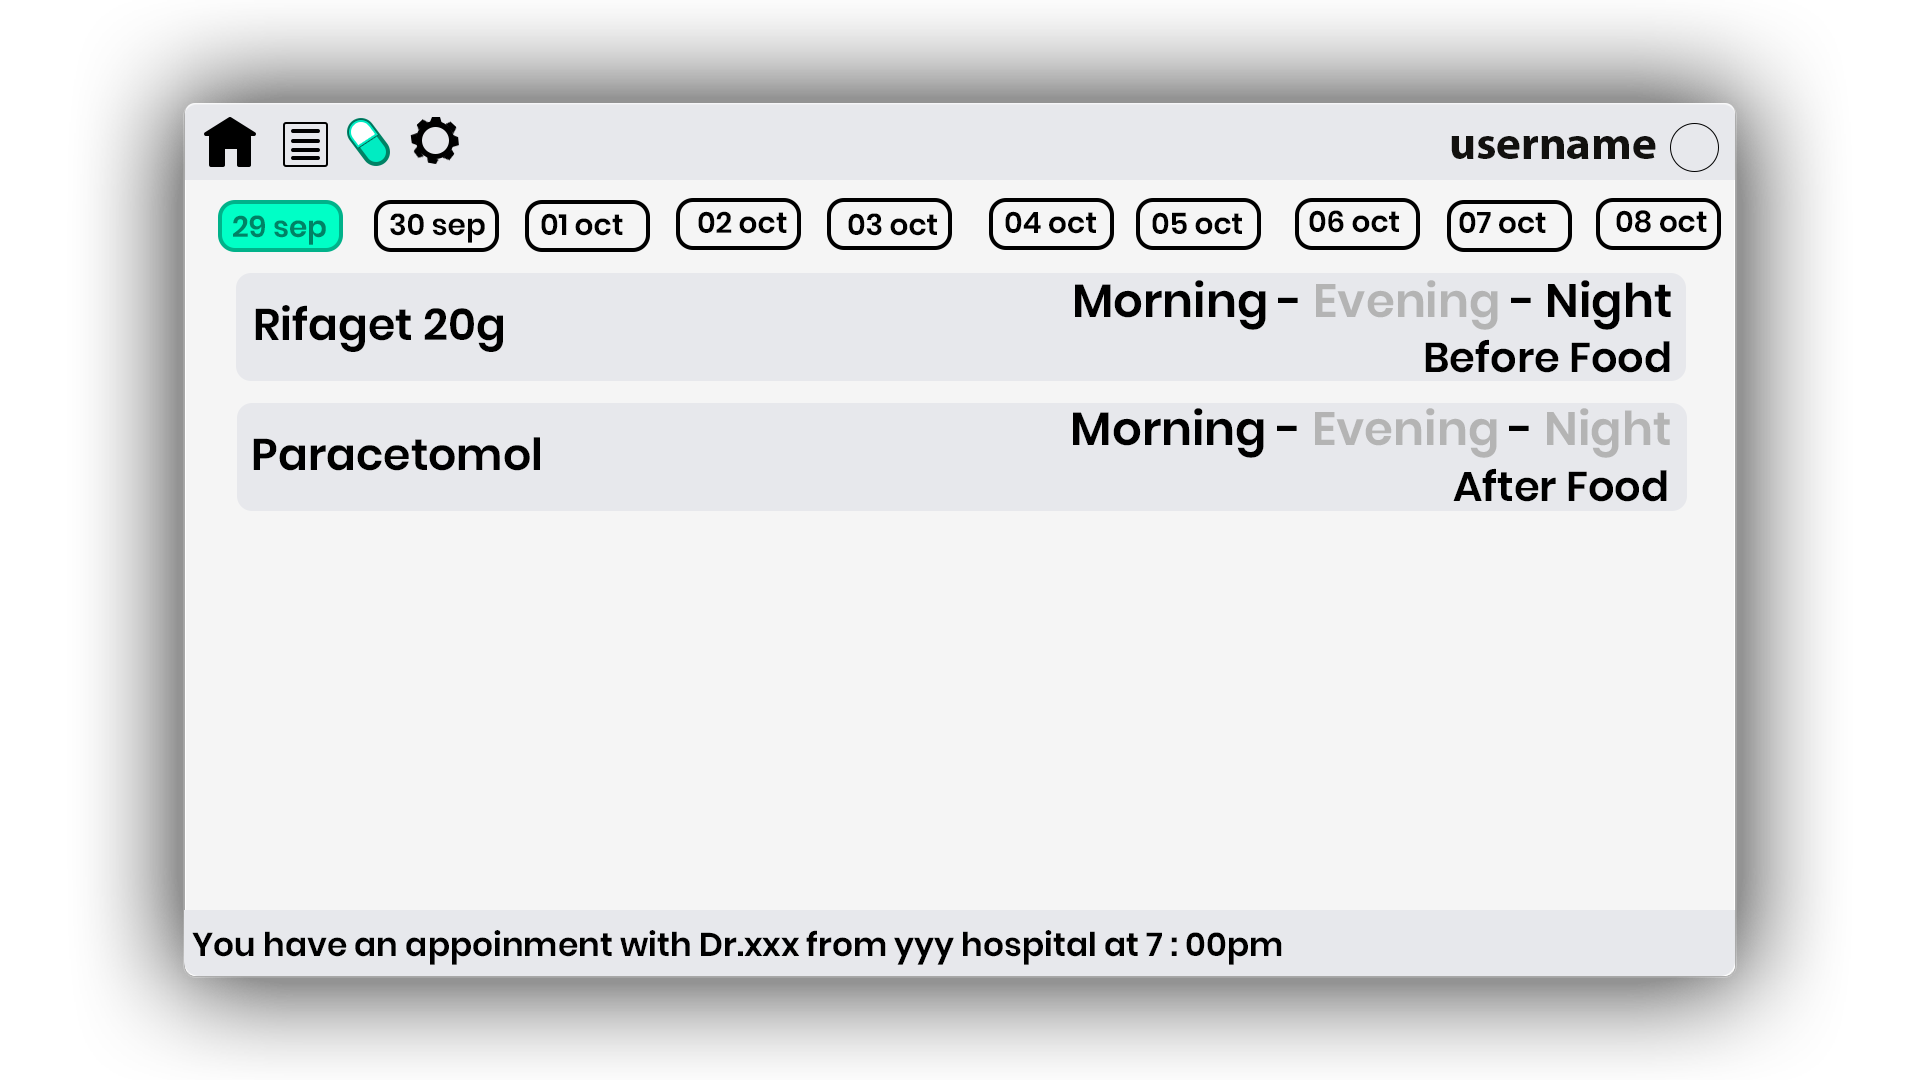 username
29 sep 30 sep 01 oct 02 oct 03 oct 04 oct 05 oct 06 oct 07 oct 08 oct
Rifaget 20g
Morning - Evening - Night
Before Food
Paracetomol
Morning - Evening - Night
After Food
You have an appoinment with Dr.xxx from yyy hospital at 7 : 00pm